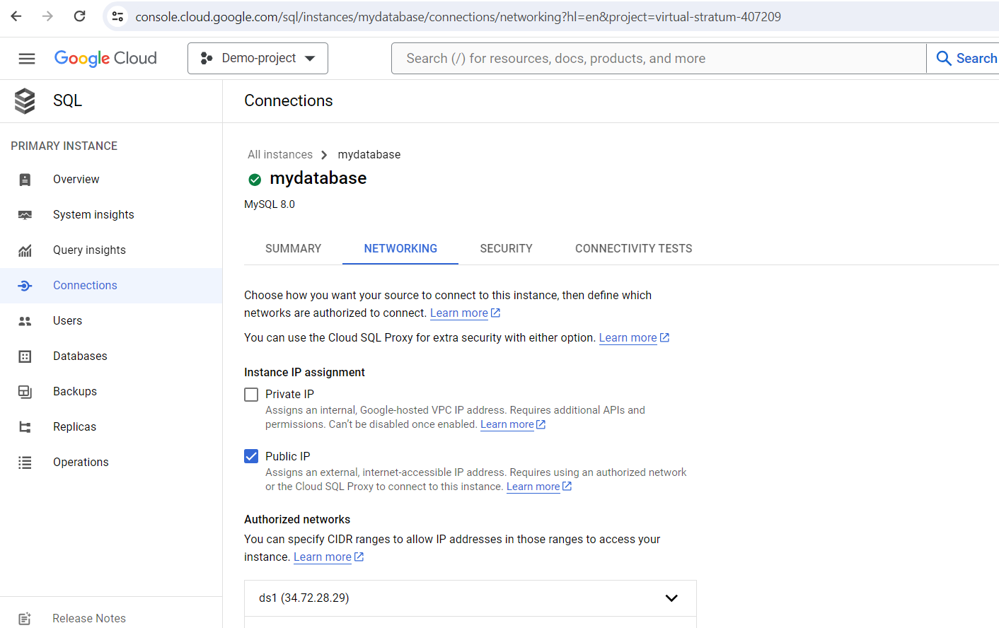 console.cloud.google.com/sql/instances/mydatabase/connections/networking?hl=en&project=virtual-stratum-407209
Google Cloud
Demo-project
Search (/) for resources, docs, products, and more
Search
SQL
Connections
PRIMARY INSTANCE
Overview
System insights
Query insights
Connections
Users
Databases
Backups
Replicas
Operations
Release Notes
All instances
mydatabase
mydatabase
MySQL 8.0
SUMMARY
NETWORKING
SECURITY
CONNECTIVITY TESTS
Choose how you want your source to connect to this instance, then define which
networks are authorized to connect. Learn more
You can use the Cloud SQL Proxy for extra security with either option. Learn more
Instance IP assignment
Private IP
Assigns an internal, Google-hosted VPC IP address. Requires additional APIs and
permissions. Can't be disabled once enabled. Learn more
Public IP
Assigns an external, internet-accessible IP address. Requires using an authorized network
or the Cloud SQL Proxy to connect to this instance. Learn more
Authorized networks
You can specify CIDR ranges to allow IP addresses in those ranges to access your
instance. Learn more
ds1 (34.72.28.29)